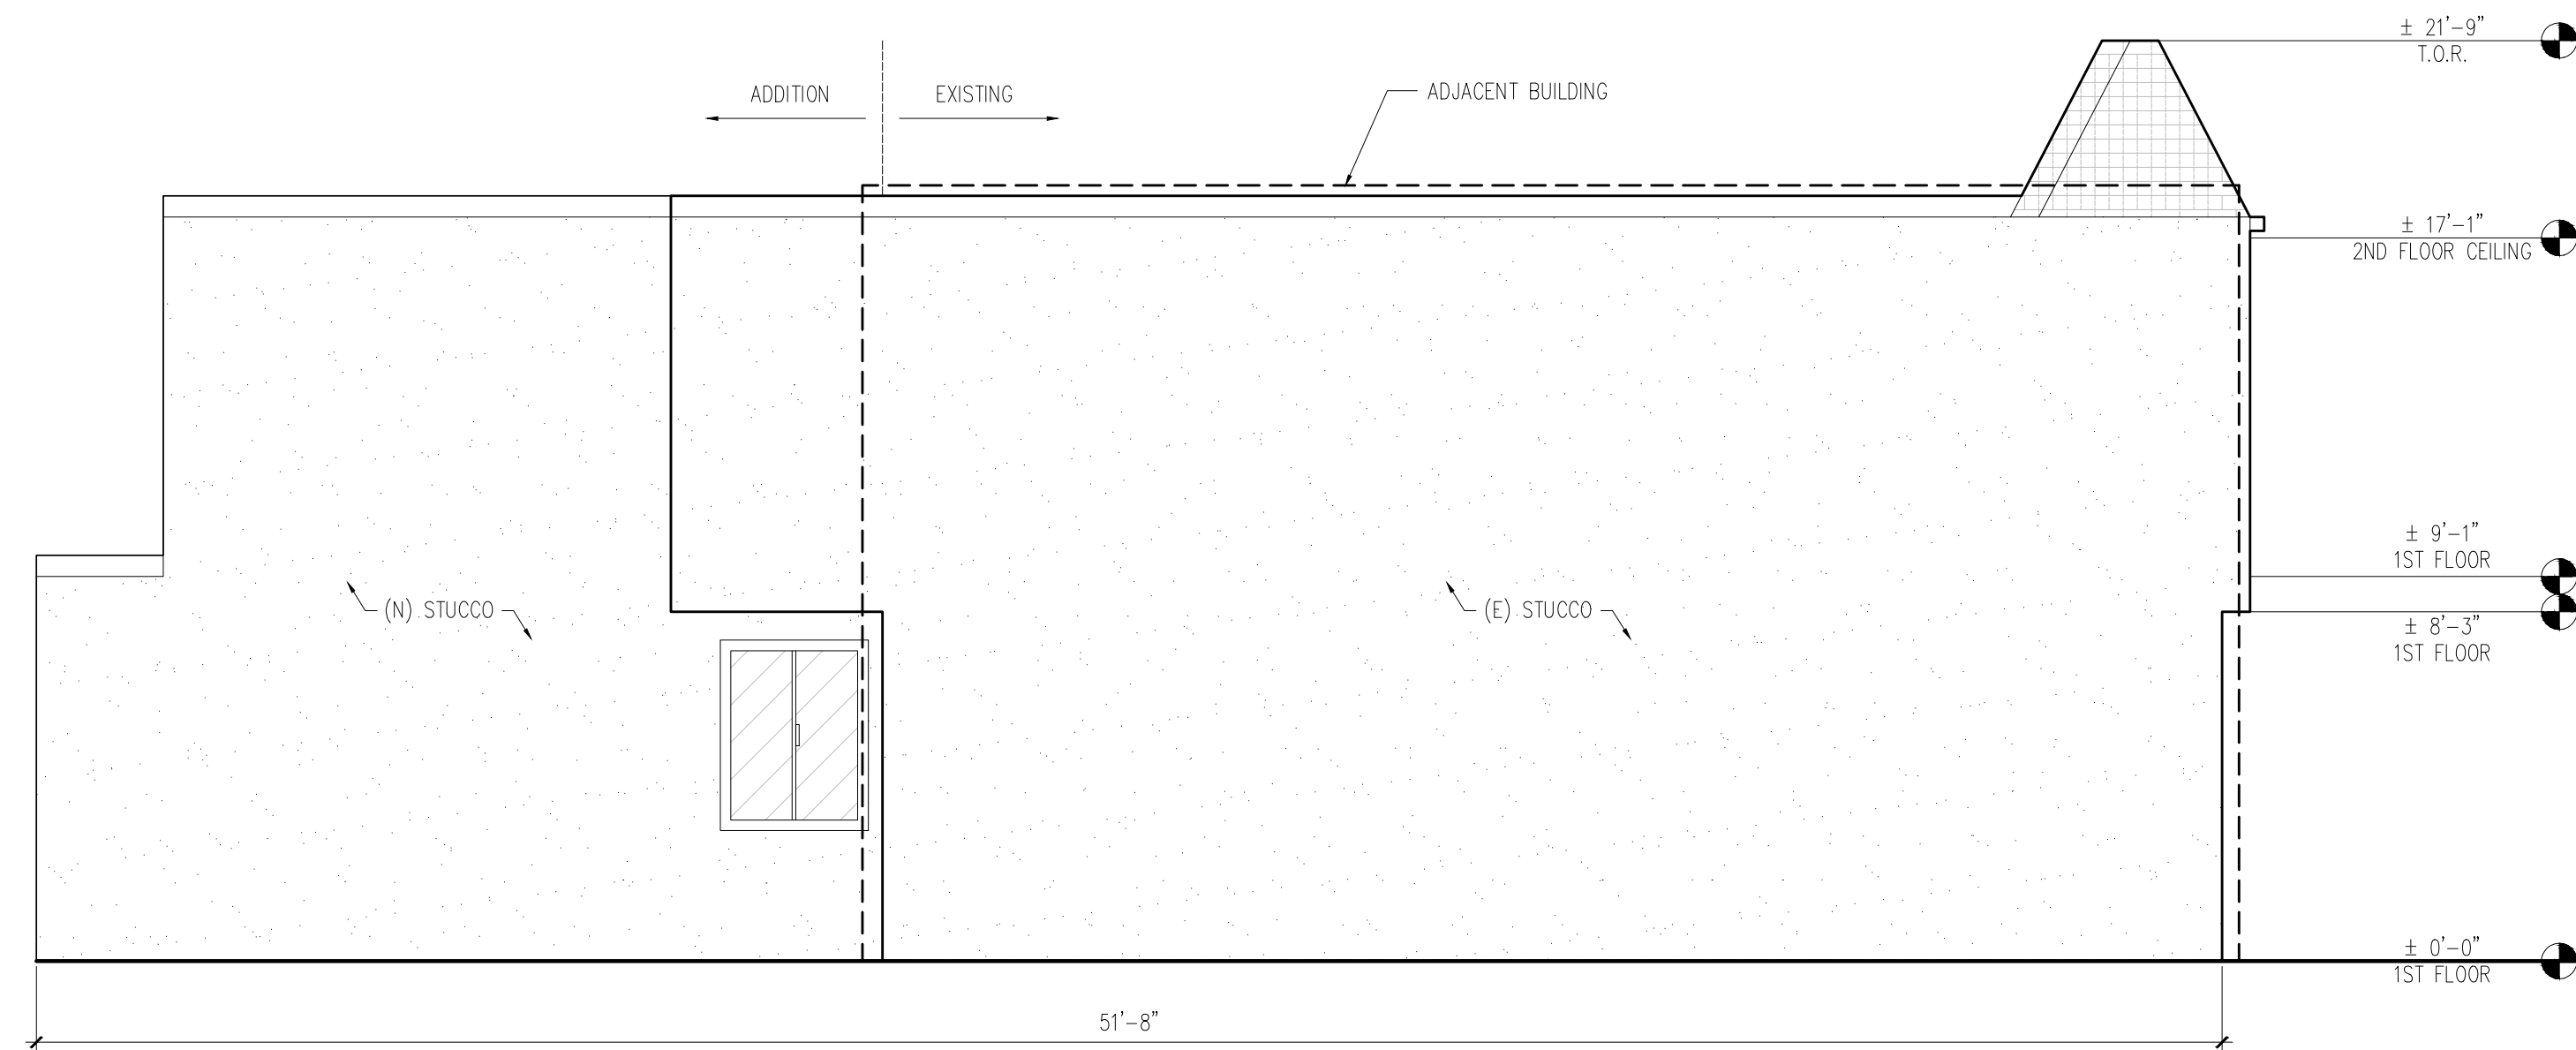 ± 21'-9"
T.O.R.
ADDITION
EXISTING
ADJACENT BUILDING
± 17'-1"
2ND FLOOR CEILING
± 9'-1"
1ST FLOOR
(N) STUCCO
(E) STUCCO
± 8'-3"
1ST FLOOR
± 0'-0"
1ST FLOOR
51'-8"